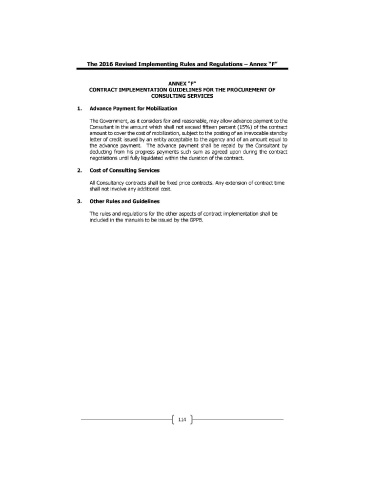 The 2016 Revised Implementing Rules and Regulations – Annex "F"
ANNEX "F"
CONTRACT IMPLEMENTATION GUIDELINES FOR THE PROCUREMENT OF
CONSULTING SERVICES
1. Advance Payment for Mobilization
The Government, as it considers fair and reasonable, may allow advance payment to the
Consultant in the amount which shall not exceed fifteen percent (15%) of the contract
amount to cover the cost of mobilization, subject to the posting of an irrevocable standby
letter of credit issued by an entity acceptable to the agency and of an amount equal to
the advance payment. The advance payment shall be repaid by the Consultant by
deducting from his progress payments such sum as agreed upon during the contract
negotiations until fully liquidated within the duration of the contract.
2. Cost of Consulting Services
All Consultancy contracts shall be fixed price contracts. Any extension of contract time
shall not involve any additional cost.
3. Other Rules and Guidelines
The rules and regulations for the other aspects of contract implementation shall be
included in the manuals to be issued by the GPPB.
114